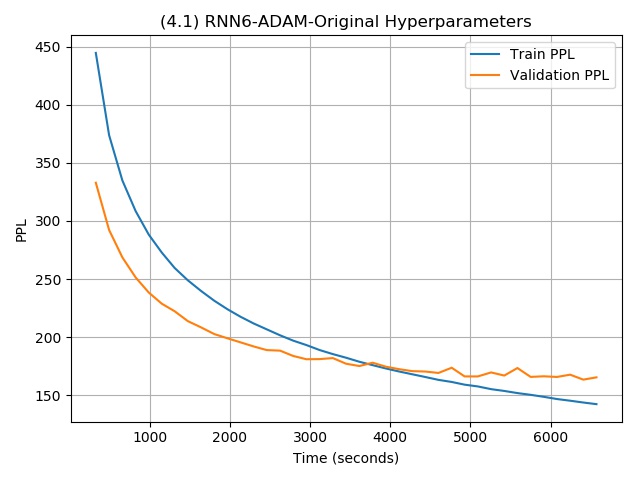 (4.1) RNN6-ADAM-Original Hyperparameters
Train PPL
Validation PPL
450
400
350
300
250
200
150
PPL
1000 2000 3000 4000 5000 6000
Time (seconds)